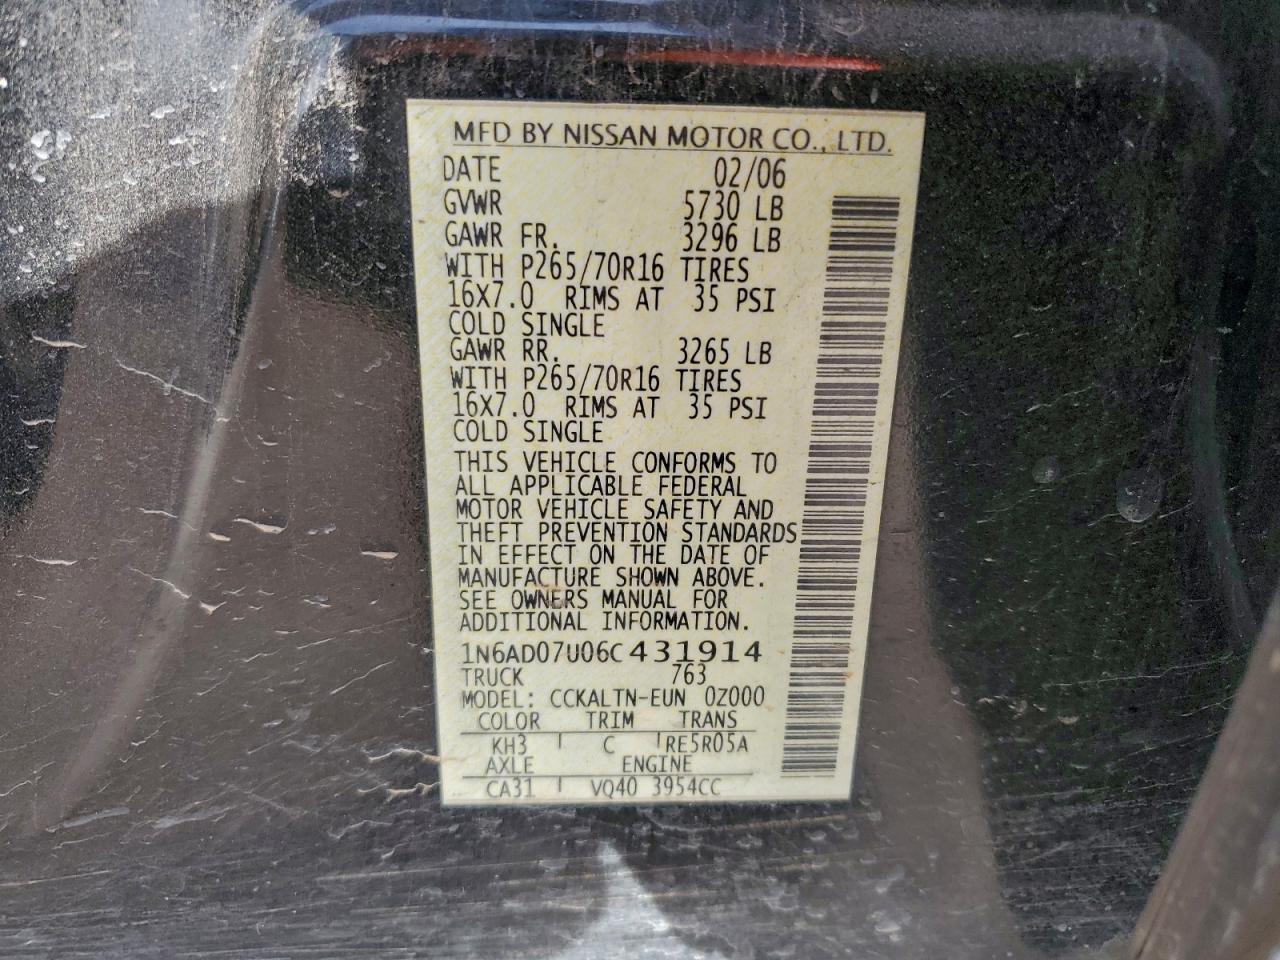 MFD BY NISSAN MOTOR CO., LTD.
DATE 02/06
GVWR 5730 LB
GAWR FR. 3296 LB
WITH P265/70R16 TIRES
16X7.0 RIMS AT 35 PSI
COLD SINGLE
GAWR RR. 3265 LB
WITH P265/70R16 TIRES
16X7.0 RIMS AT 35 PSI
COLD SINGLE
THIS VEHICLE CONFORMS TO
ALL APPLICABLE FEDERAL
MOTOR VEHICLE SAFETY AND
THEFT PREVENTION STANDARDS
IN EFFECT ON THE DATE OF
MANUFACTURE SHOWN ABOVE.
SEE OWNERS MANUAL FOR
ADDITIONAL INFORMATION.
1N6AD07U06C431914
TRUCK 763
MODEL: CCKALTN-EUN 0Z000
COLOR TRIM TRANS
KH3 C RE5R05A
AXLE ENGINE
CA31 VQ40 3954CC